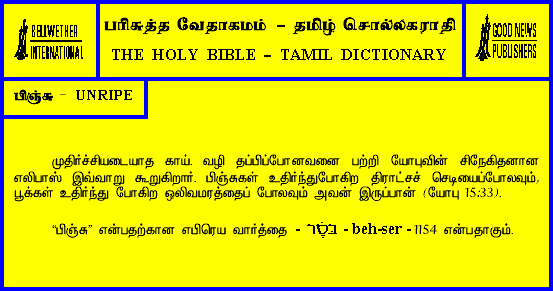 BELLWETHER
INTERNATIONAL
பரிசுத்த வேதாகமம் – தமிழ் சொல்லகராதி
THE HOLY BIBLE – TAMIL DICTIONARY
GOOD NEWS
PUBLISHERS
பிஞ்சு - UNRIPE
முதிர்ச்சியடையாத காய். வழி தப்பிப்போனவனை பற்றி யோபுவின் சிநேகிதனான
எலிபாஸ் இவ்வாறு கூறுகிறார். பிஞ்சுகள் உதிர்ந்துபோகிற திராட்சச் செடியைப்போலவும்,
பூக்கள் உதிர்ந்து போகிற ஒலிவமரத்தைப் போலவும் அவன் இருப்பான் (யோபு 15:33).
“பிஞ்சு” என்பதற்கான எபிரெய வார்த்தை - בֹּסֶר - beh-ser - 1154 என்பதாகும்.